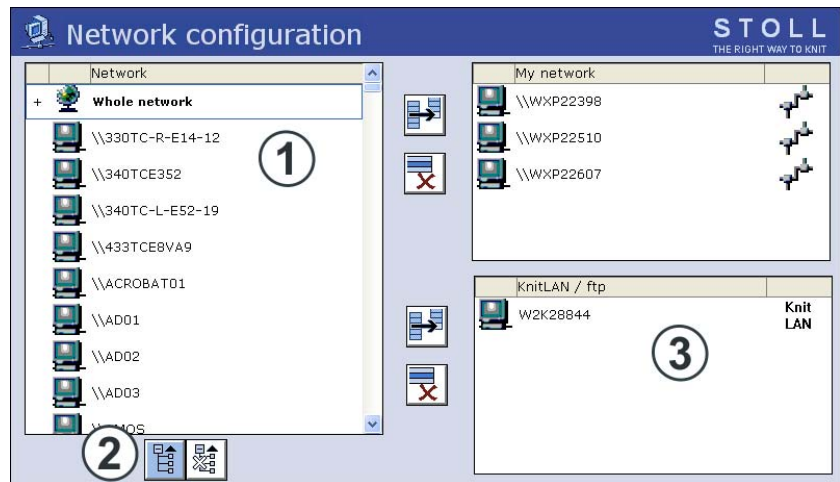 Network configuration
STOLL
THE RIGHT WAY TO KNIT
Network
+ Whole network
\\330TC-R-E14-12
\\340TCE352
\\340TC-L-E52-19
\\433TCE8VA9
\\ACROBAT01
\\AD01
\\AD02
\\AD03
1
2
My network
\\WXP22398
\\WXP22510
\\WXP22607
KnitLAN / ftp
W2K28844
Knit
LAN
3